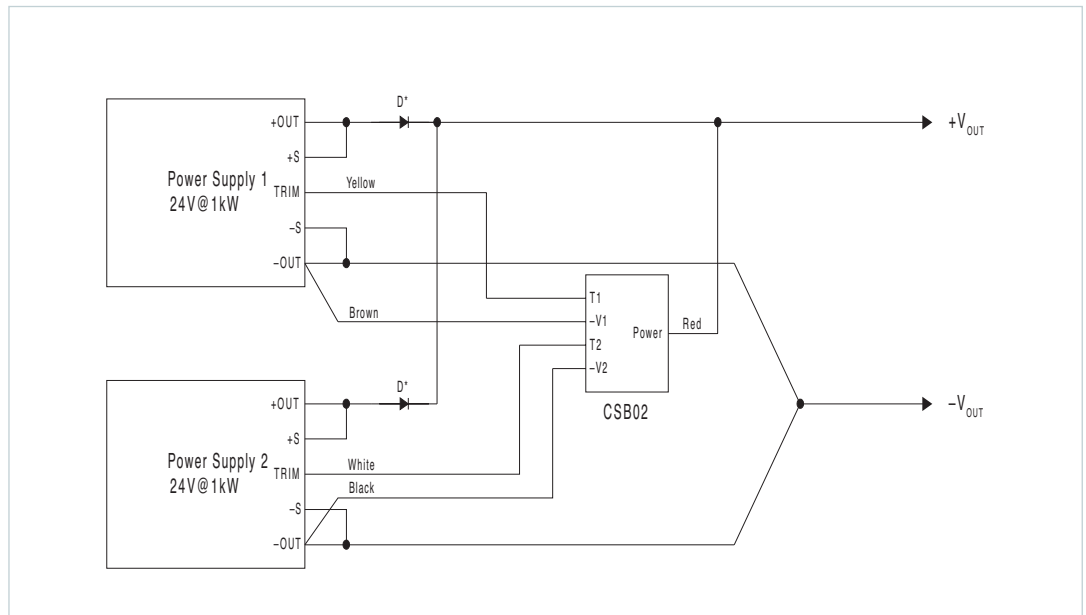 D*
+OUT
+V_OUT
+S
Power Supply 1
24V@1kW
TRIM
Yellow
–S
–OUT
T1
Brown
–V1
Power
Red
T2
–V2
CSB02
D*
+OUT
–V_OUT
+S
Power Supply 2
24V@1kW
TRIM
White
Black
–S
–OUT